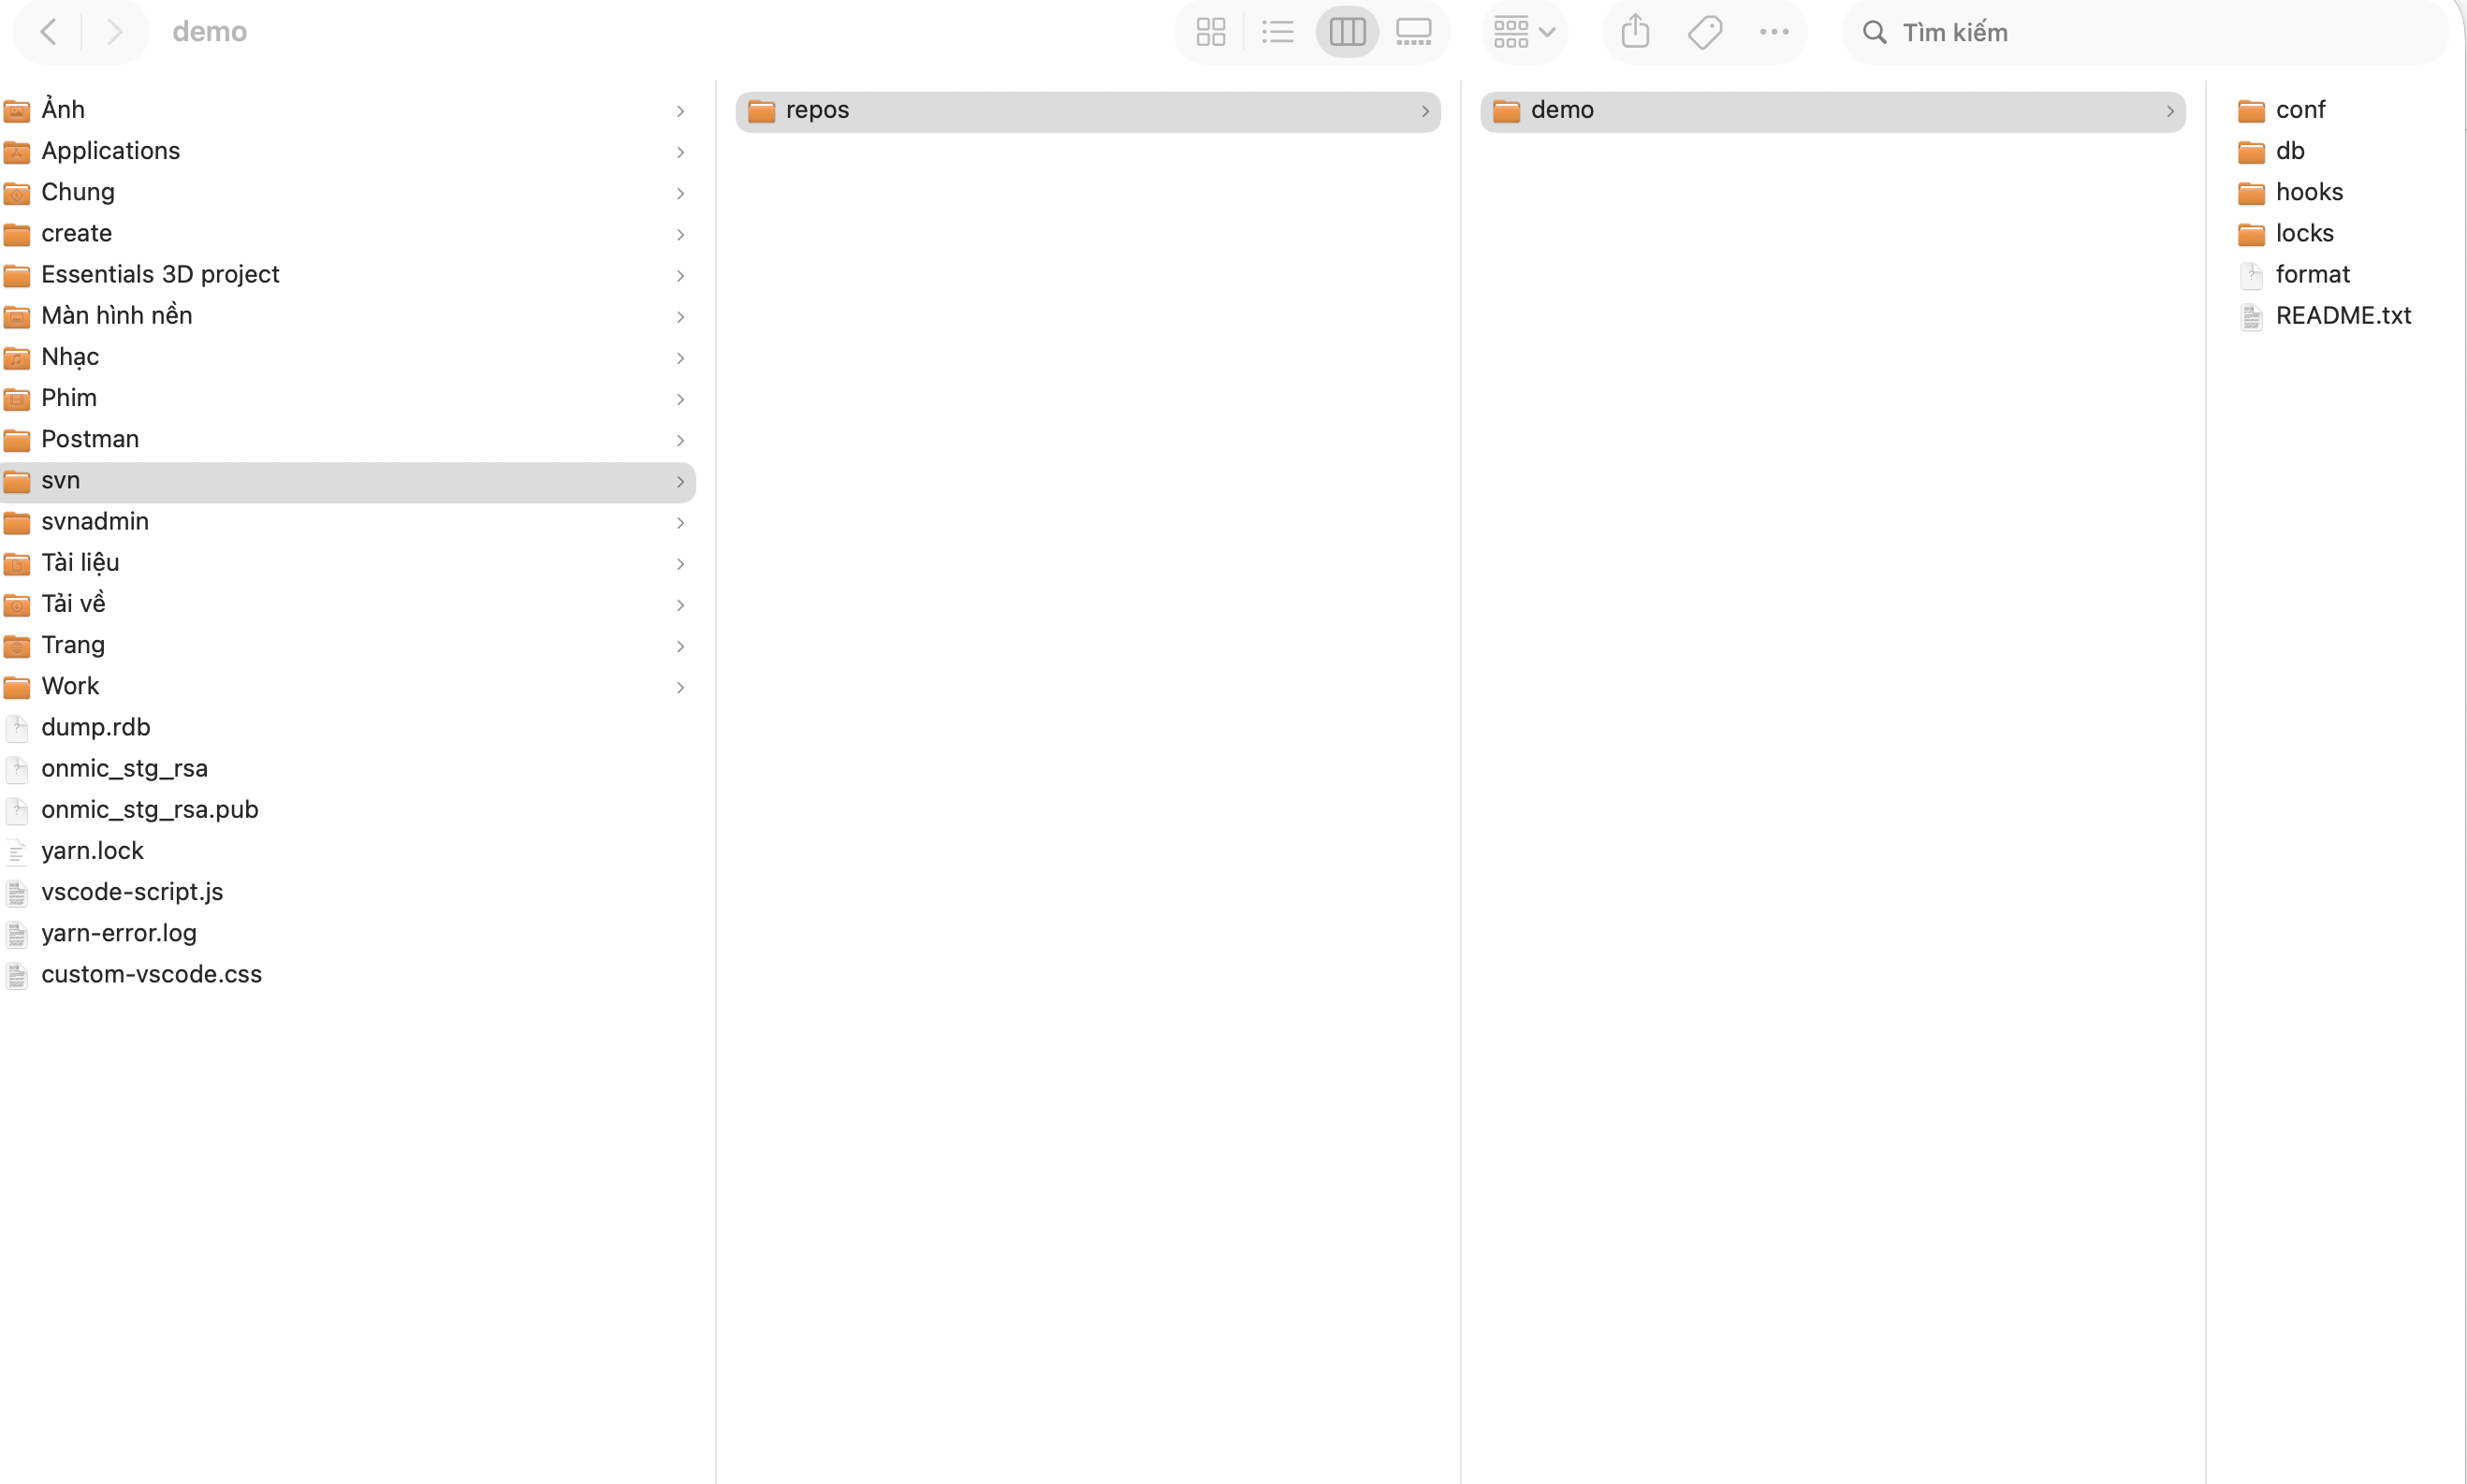 demo
Tìm kiếm
Ảnh
Applications
Chung
create
Essentials 3D project
Màn hình nền
Nhạc
Phim
Postman
svn
svnadmin
Tài liệu
Tải về
Trang
Work
dump.rdb
onmic_stg_rsa
onmic_stg_rsa.pub
yarn.lock
vscode-script.js
yarn-error.log
custom-vscode.css
repos
demo
conf
db
hooks
locks
format
README.txt